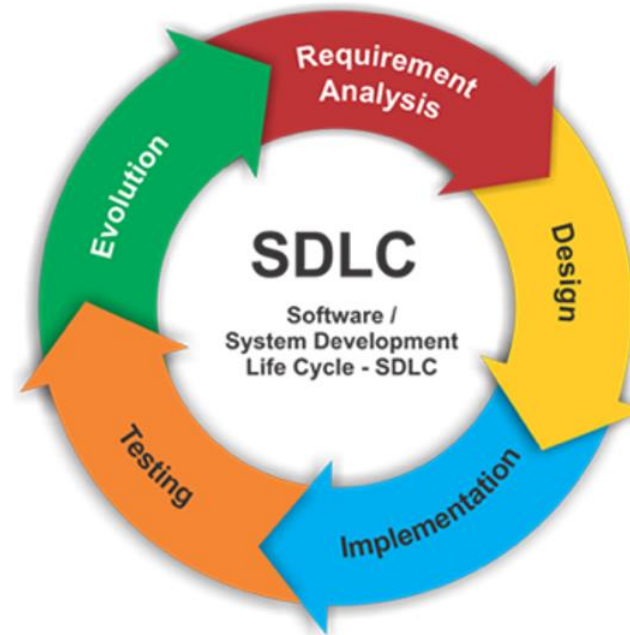 Requirement
Analysis
Design
Implementation
Testing
Evolution
SDLC
Software /
System Development
Life Cycle - SDLC